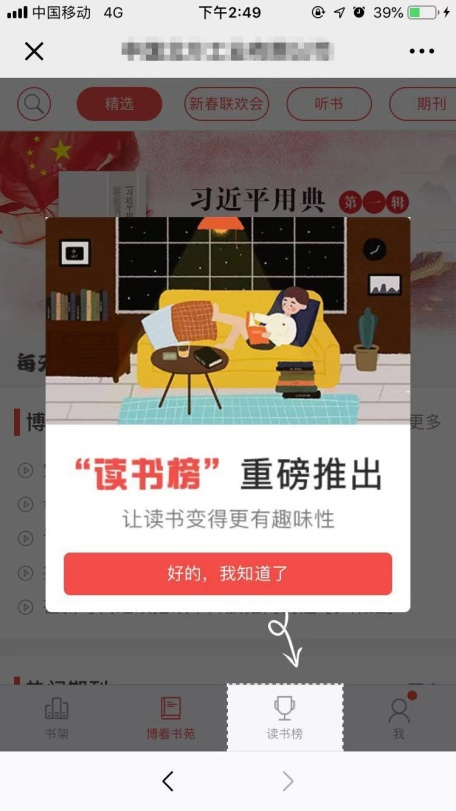 中国移动 4G 下午2:49 39%
精选 新春联欢会 听书 期刊
习近平用典 第一辑
“读书榜”重磅推出
让读书变得更有趣味性
好的，我知道了
更多
书架 博看书苑 读书榜 我